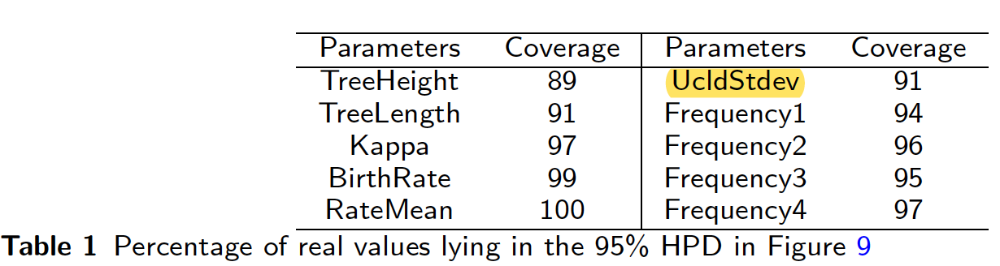 Parameters Coverage Parameters Coverage
TreeHeight 89 UcldStdev 91
TreeLength 91 Frequency1 94
Kappa 97 Frequency2 96
BirthRate 99 Frequency3 95
RateMean 100 Frequency4 97
Table 1 Percentage of real values lying in the 95% HPD in Figure 9